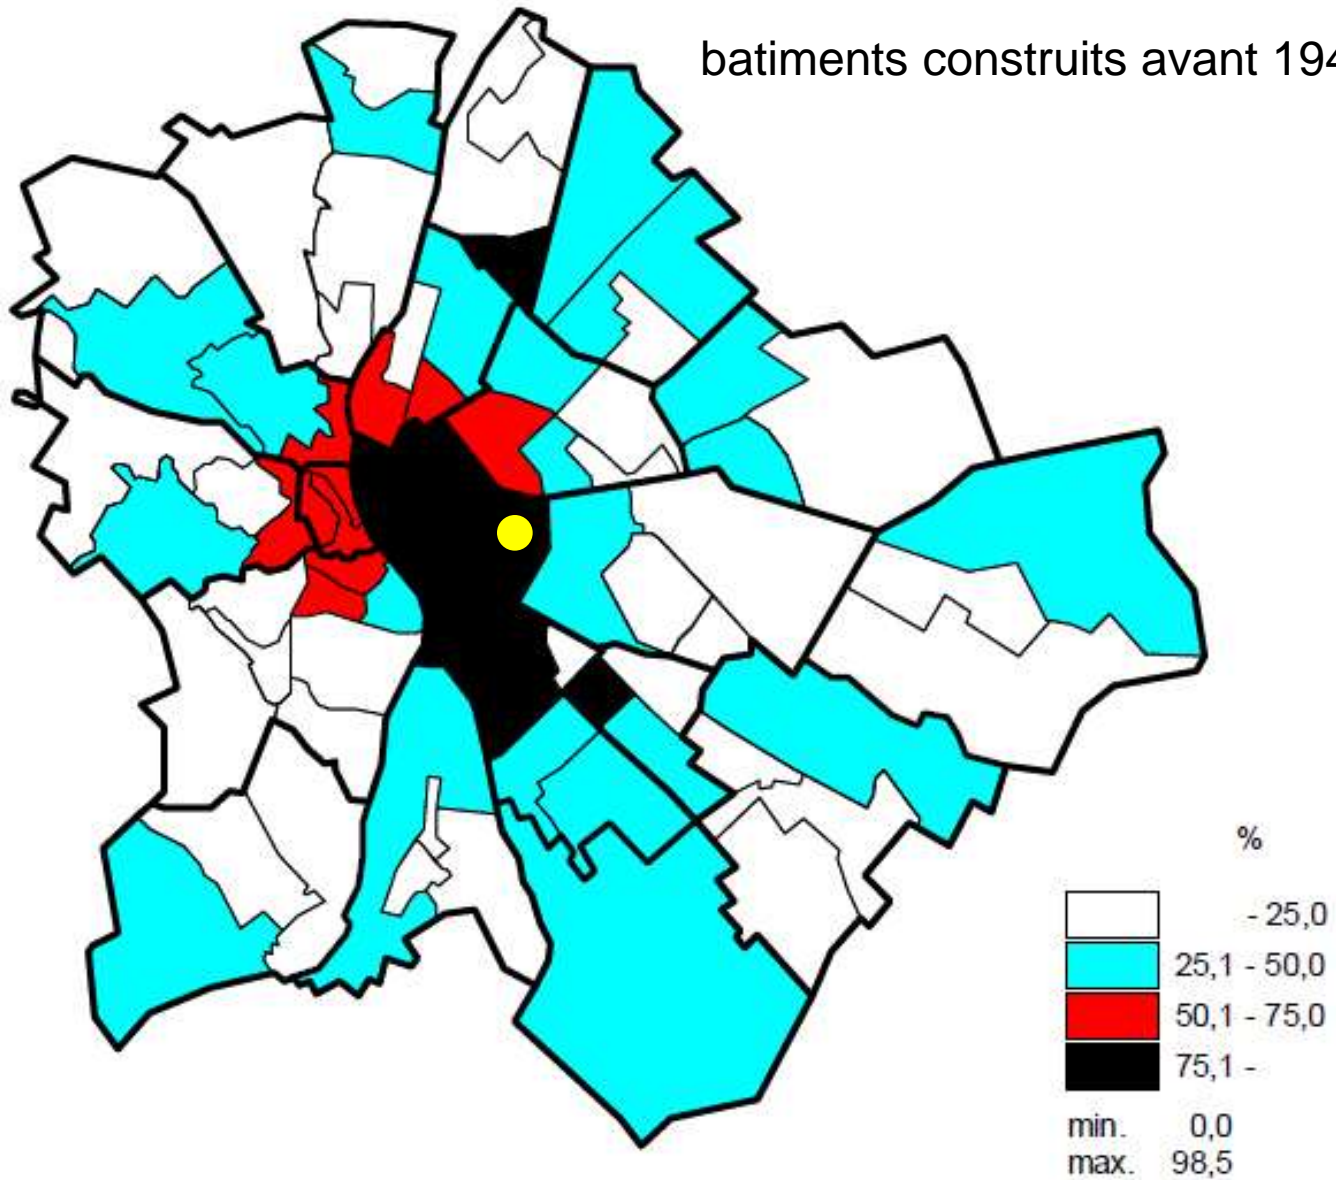 batiments construits avant 194
%
- 25,0
25,1 - 50,0
50,1 - 75,0
75,1 -
min. 0,0
max. 98,5